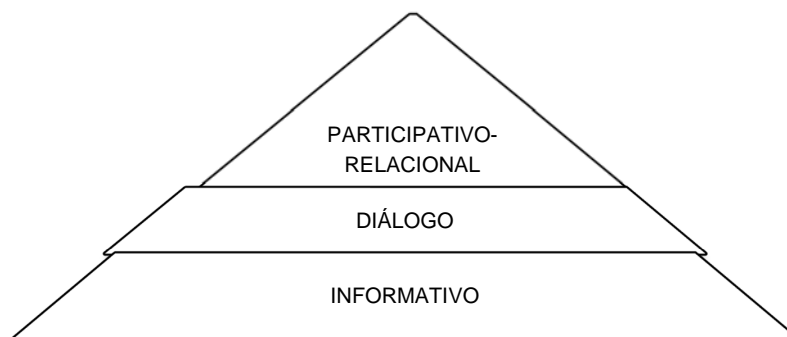 PARTICIPATIVO-
RELACIONAL
DIÁLOGO
INFORMATIVO